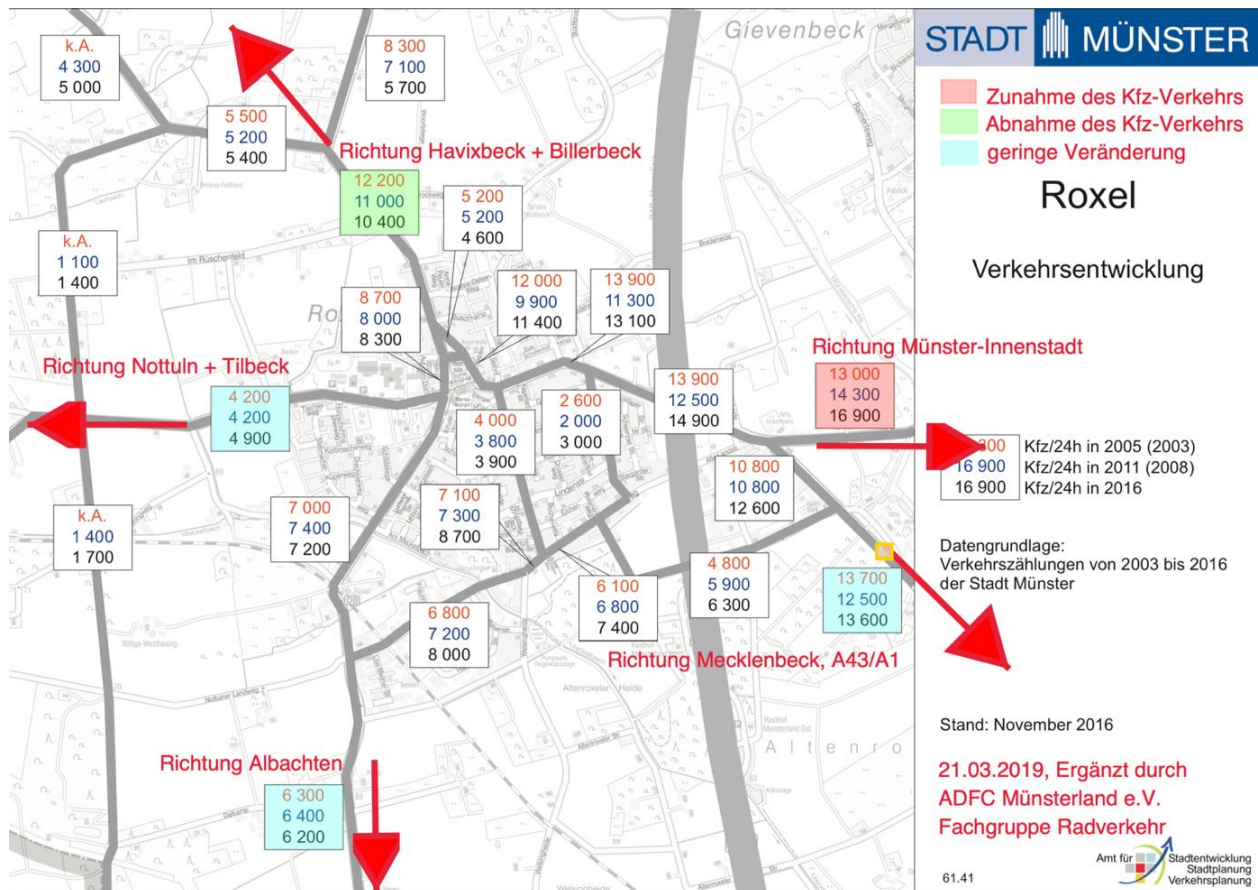 k.A.
4 300
5 000
8 300
7 100
5 700
Gievenbeck
5 500
5 200
5 400
Richtung Havixbeck + Billerbeck
12 200
11 000
10 400
5 200
5 200
4 600
k.A.
1 100
1 400
Im Rüschenfeld
8 700
8 000
8 300
12 000
9 900
11 400
13 900
11 300
13 100
Richtung Nottuln + Tilbeck
4 200
4 200
4 900
Richtung Münster-Innenstadt
13 000
14 300
16 900
13 900
12 500
14 900
4 000
3 800
3 900
2 600
2 000
3 000
10 800
10 800
12 600
k.A.
1 400
1 700
7 000
7 400
7 200
7 100
7 300
8 700
6 100
6 800
7 400
4 800
5 900
6 300
13 700
12 500
13 600
6 800
7 200
8 000
Richtung Mecklenbeck, A43/A1
Altenroxeler Heide
Nottulner Landweg
Richtung Albachten
6 300
6 400
6 200
STADT MÜNSTER
Zunahme des Kfz-Verkehrs
Abnahme des Kfz-Verkehrs
geringe Veränderung
Roxel
Verkehrsentwicklung
Kfz/24h in 2005 (2003)
16 900 Kfz/24h in 2011 (2008)
16 900 Kfz/24h in 2016
Datengrundlage:
Verkehrszählungen von 2003 bis 2016
der Stadt Münster
Stand: November 2016
21.03.2019, Ergänzt durch
ADFC Münsterland e.V.
Fachgruppe Radverkehr
Amt für Stadtentwicklung
Stadtplanung
Verkehrsplanung
61.41